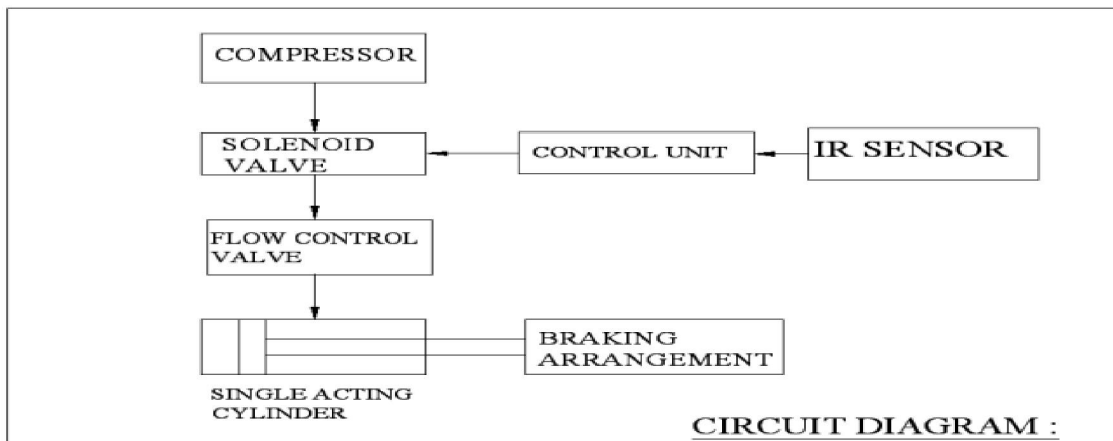 COMPRESSOR
SOLENOID
VALVE
CONTROL UNIT
IR SENSOR
FLOW CONTROL
VALVE
BRAKING
ARRANGEMENT
SINGLE ACTING
CYLINDER
CIRCUIT DIAGRAM :